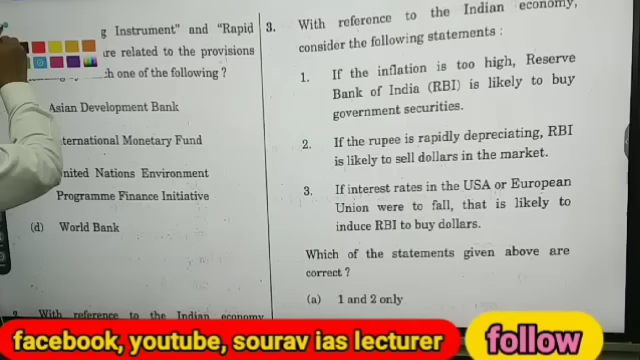 g Instrument" and "Rapid
re related to the provisions
h one of the following ?
Asian Development Bank
ternational Monetary Fund
nited Nations Environment
Programme Finance Initiative
(d) World Bank
With reference to the Indian economy
3. With reference to the Indian economy,
consider the following statements :
1. If the inflation is too high, Reserve
Bank of India (RBI) is likely to buy
government securities.
2. If the rupee is rapidly depreciating, RBI
is likely to sell dollars in the market.
3. If interest rates in the USA or European
Union were to fall, that is likely to
induce RBI to buy dollars.
Which of the statements given above are
correct ?
(a) 1 and 2 only
facebook, youtube, sourav ias lecturer
follow